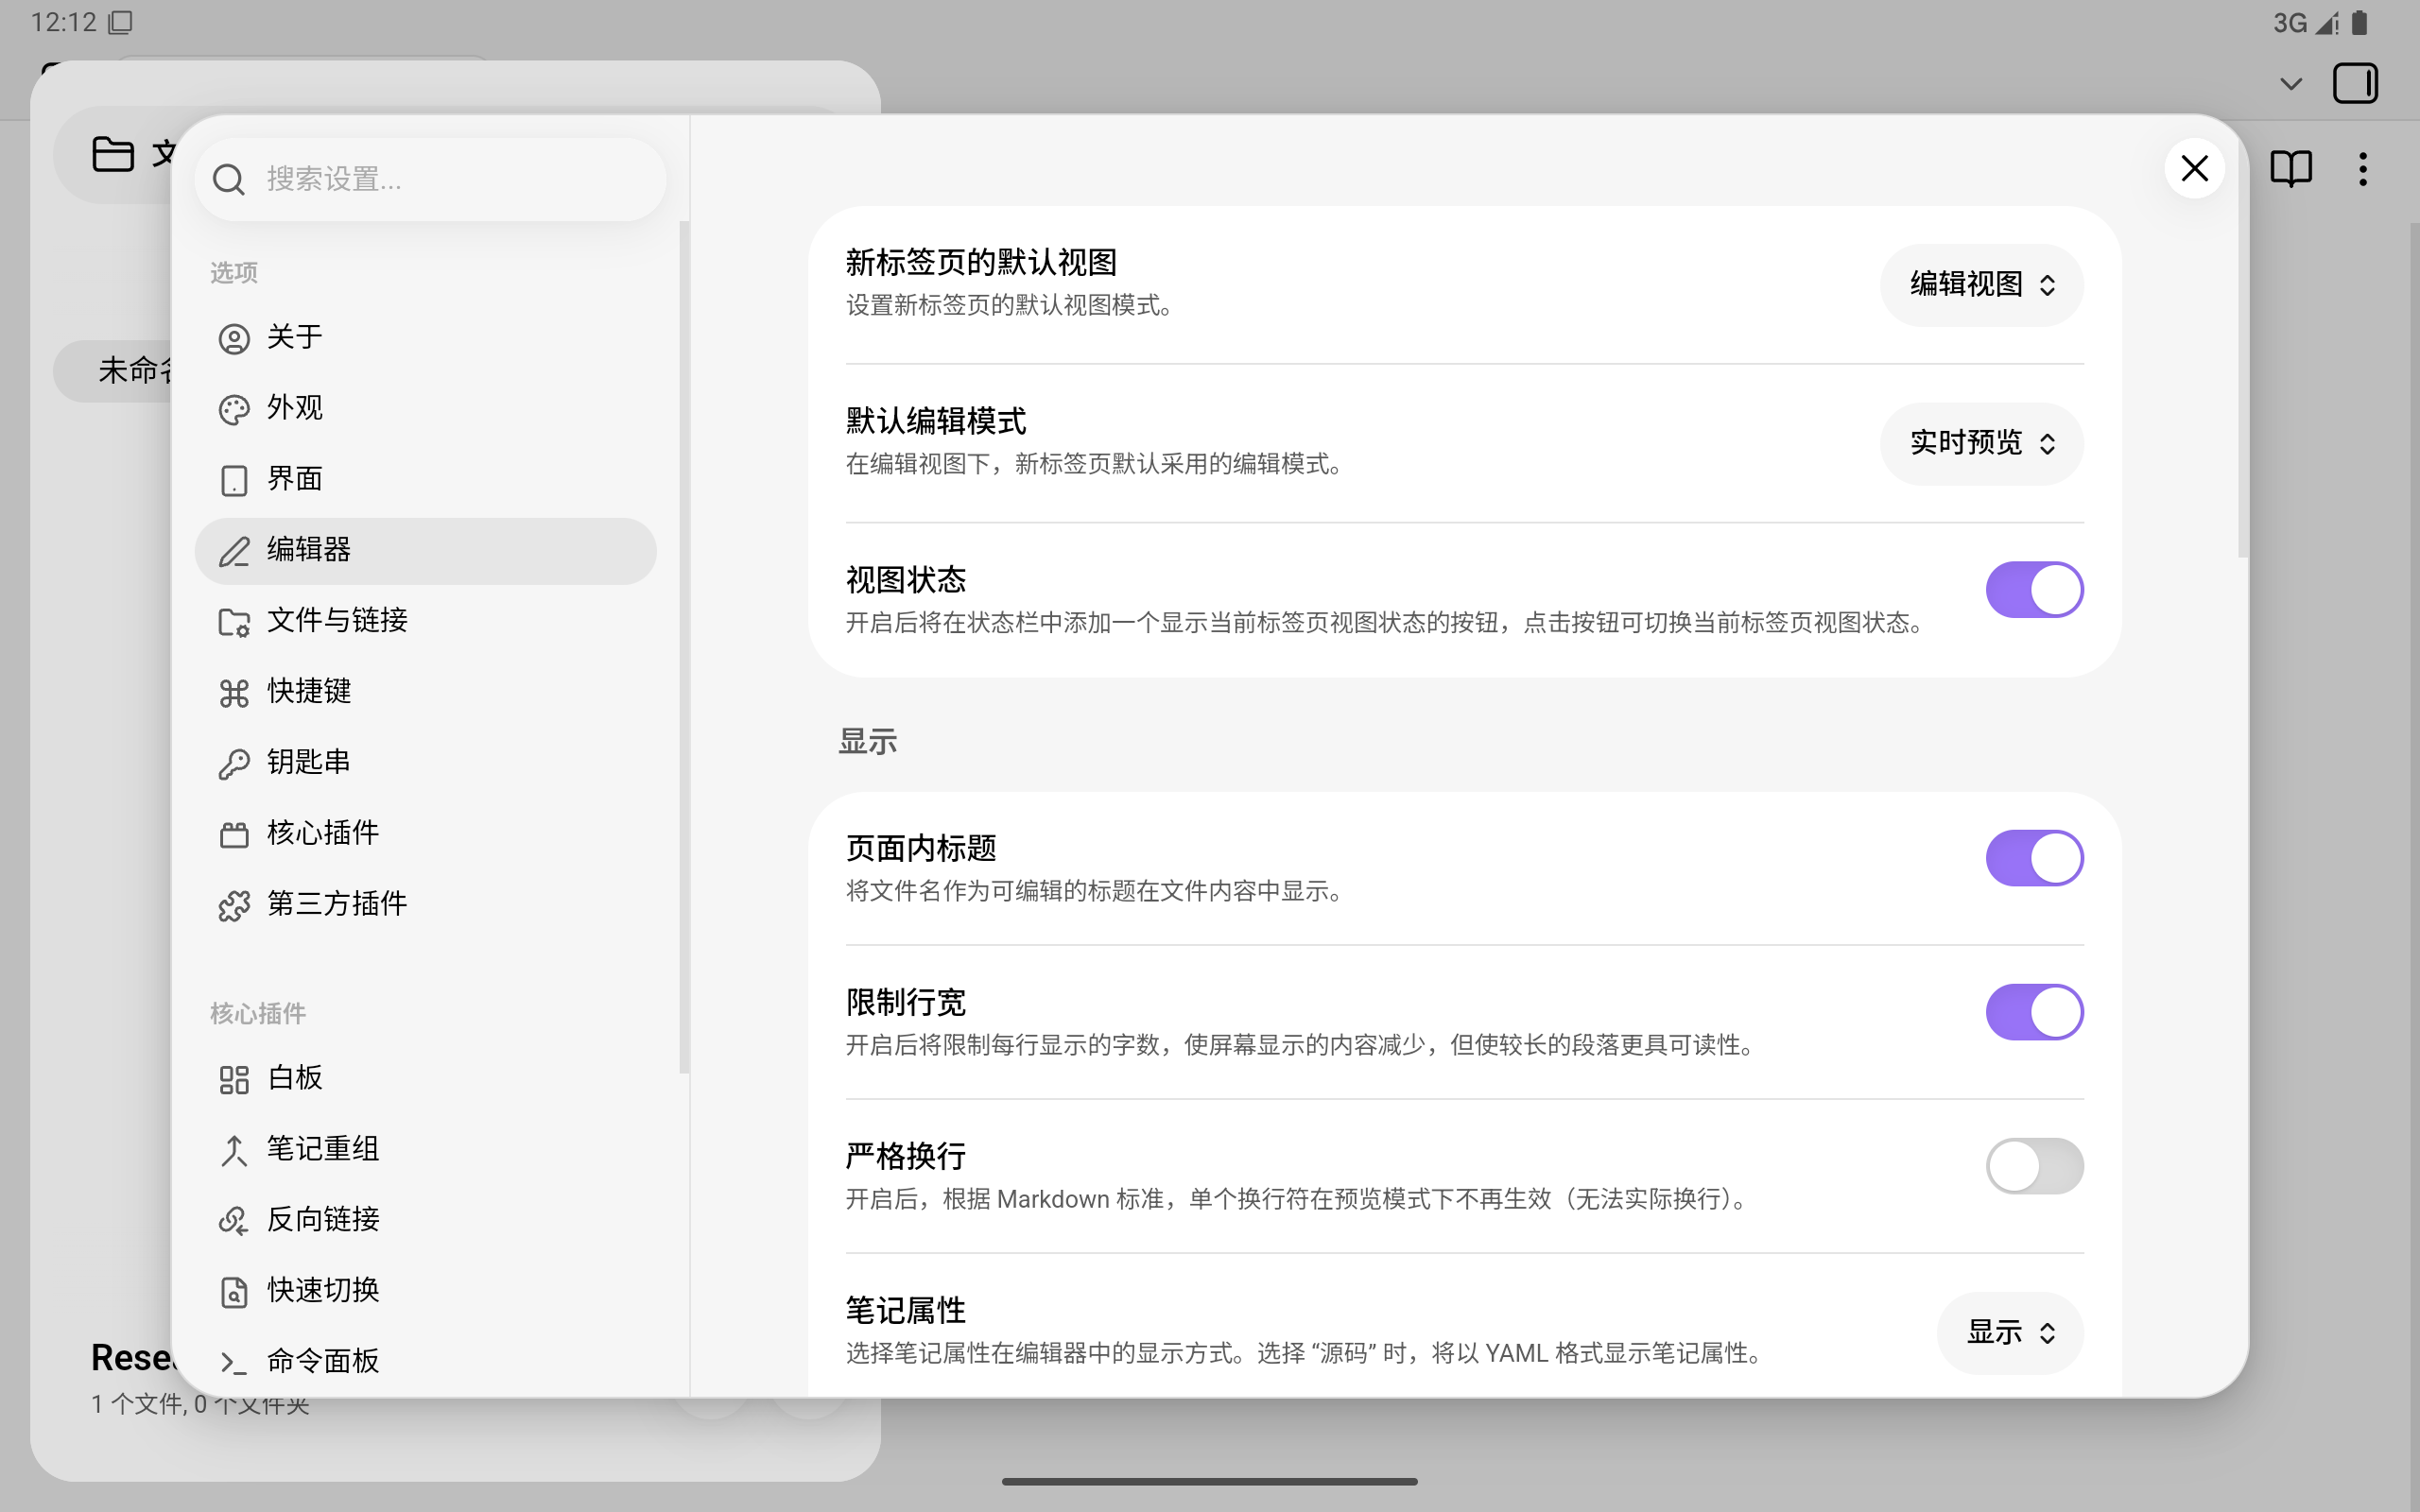 12:12
3G
文
搜索设置...
选项
关于
外观
界面
编辑器
文件与链接
快捷键
钥匙串
核心插件
第三方插件
核心插件
白板
笔记重组
反向链接
快速切换
命令面板
未命名
Rese
1 个文件, 0 个文件夹
新标签页的默认视图
设置新标签页的默认视图模式。
编辑视图
默认编辑模式
在编辑视图下，新标签页默认采用的编辑模式。
实时预览
视图状态
开启后将在状态栏中添加一个显示当前标签页视图状态的按钮，点击按钮可切换当前标签页视图状态。
显示
页面内标题
将文件名作为可编辑的标题在文件内容中显示。
限制行宽
开启后将限制每行显示的字数，使屏幕显示的内容减少，但使较长的段落更具可读性。
严格换行
开启后，根据 Markdown 标准，单个换行符在预览模式下不再生效（无法实际换行）。
笔记属性
选择笔记属性在编辑器中的显示方式。选择 “源码” 时，将以 YAML 格式显示笔记属性。
显示